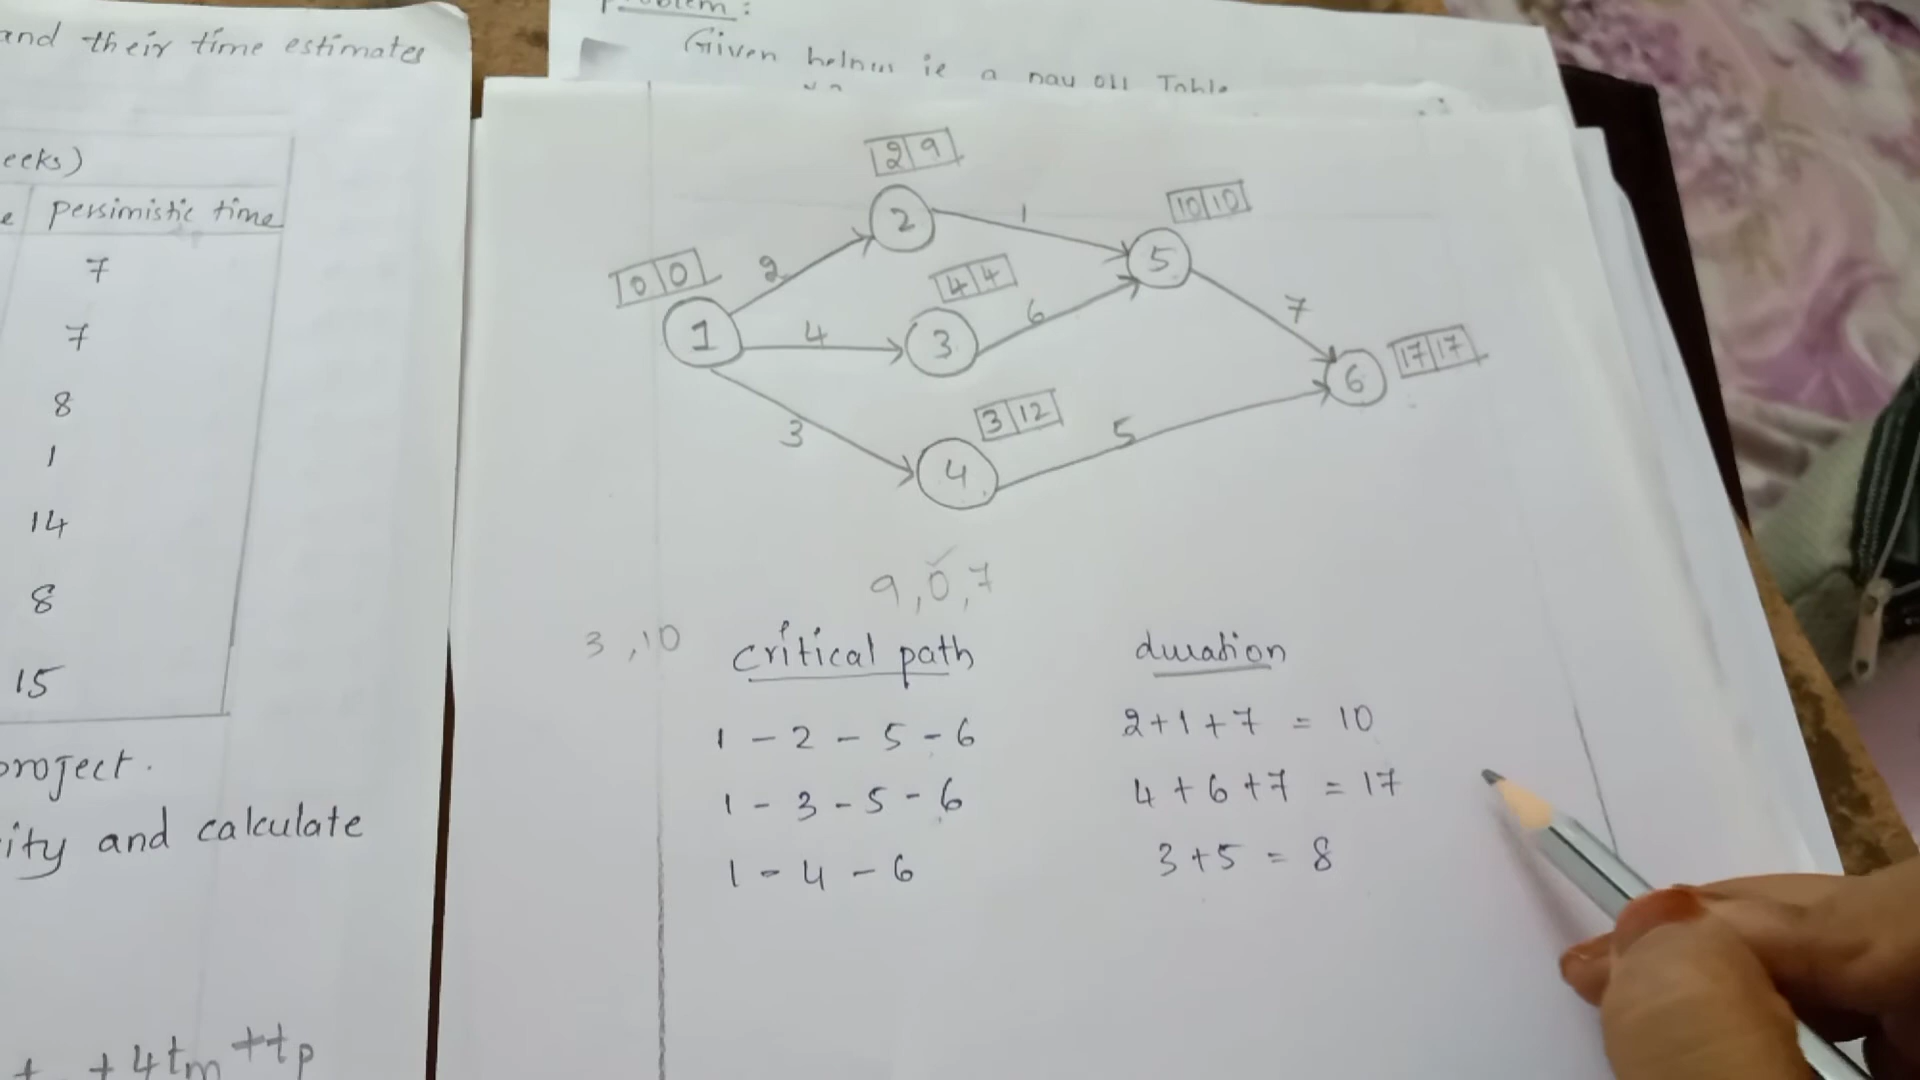 and their time estimates
eeks)
e persimistic time
7
7
8
1
14
8
15
project.
ity and calculate
+ 4tm + tp
problem:
Given
is a
Table
2 9
2
1
10 10
5
0 0
2
4 4
1
4
3
6
7
17 17
6
3
3 12
4
5
9, 0, 7
3, 10
critical path duration
1 - 2 - 5 - 6 2 + 1 + 7 = 10
1 - 3 - 5 - 6 4 + 6 + 7 = 17
1 - 4 - 6 3 + 5 = 8